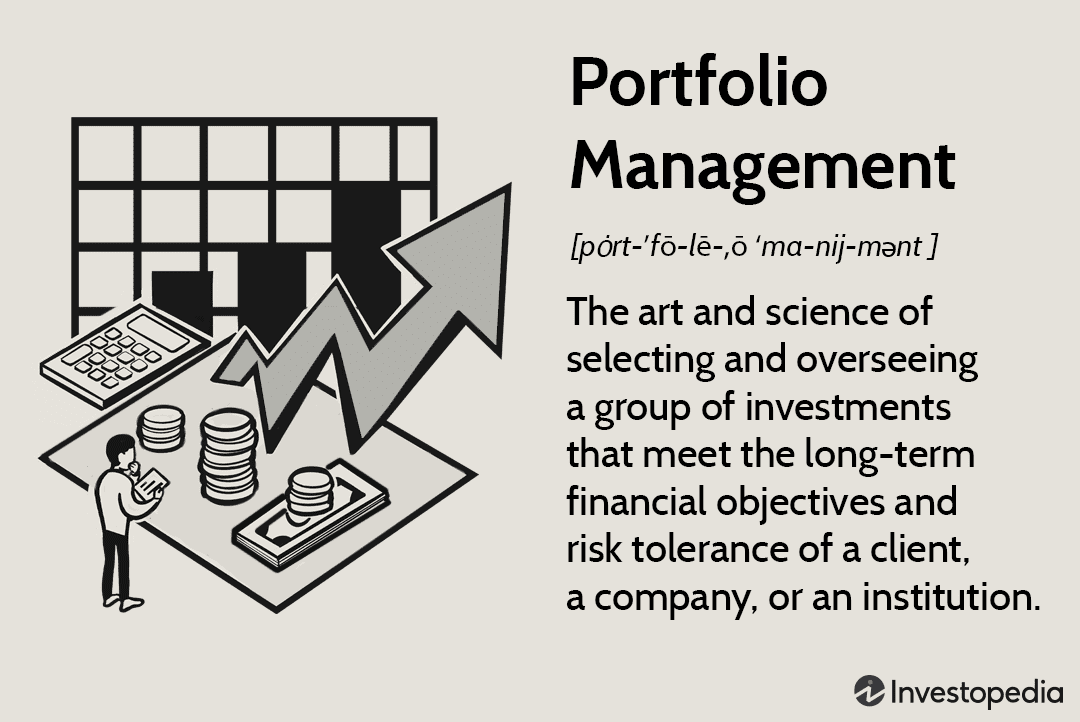 Portfolio
Management
[pȯrt-ˈfō-lē-ˌō ‘ma-nij-mənt ]
The art and science of
selecting and overseeing
a group of investments
that meet the long-term
financial objectives and
risk tolerance of a client,
a company, or an institution.
Investopedia